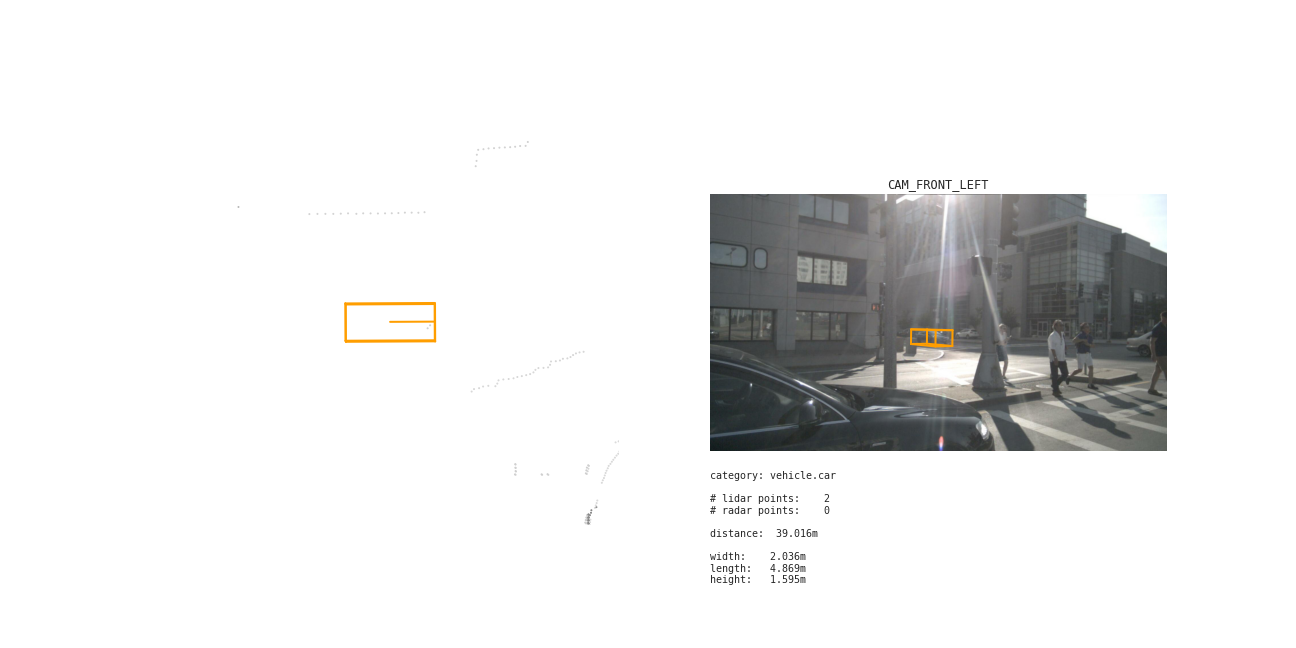 CAM_FRONT_LEFT
category: vehicle.car
# lidar points:    2
# radar points:    0
distance:  39.016m
width:    2.036m
length:   4.869m
height:   1.595m